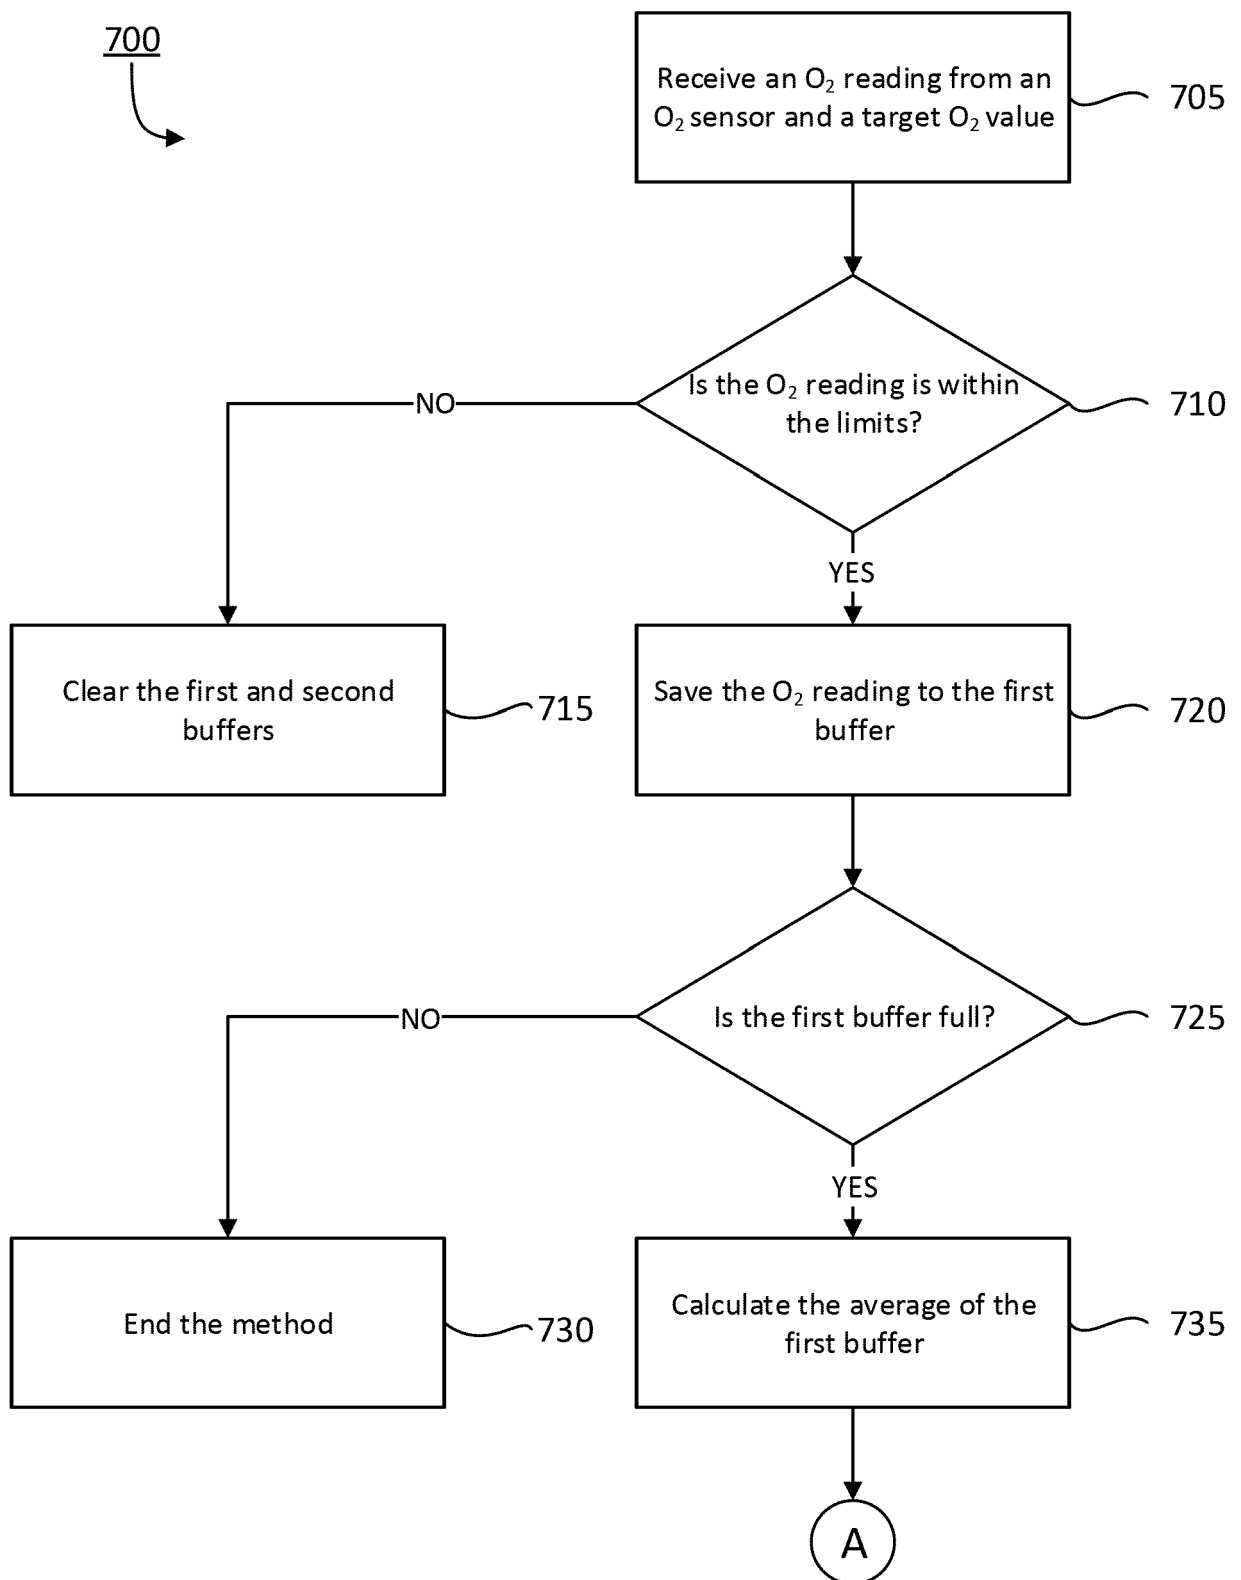 700
Receive an O₂ reading from an
O₂ sensor and a target O₂ value
705
Is the O₂ reading is within
the limits?
710
NO
YES
Clear the first and second
buffers
715
Save the O₂ reading to the first
buffer
720
Is the first buffer full?
725
NO
YES
End the method
730
Calculate the average of the
first buffer
735
A